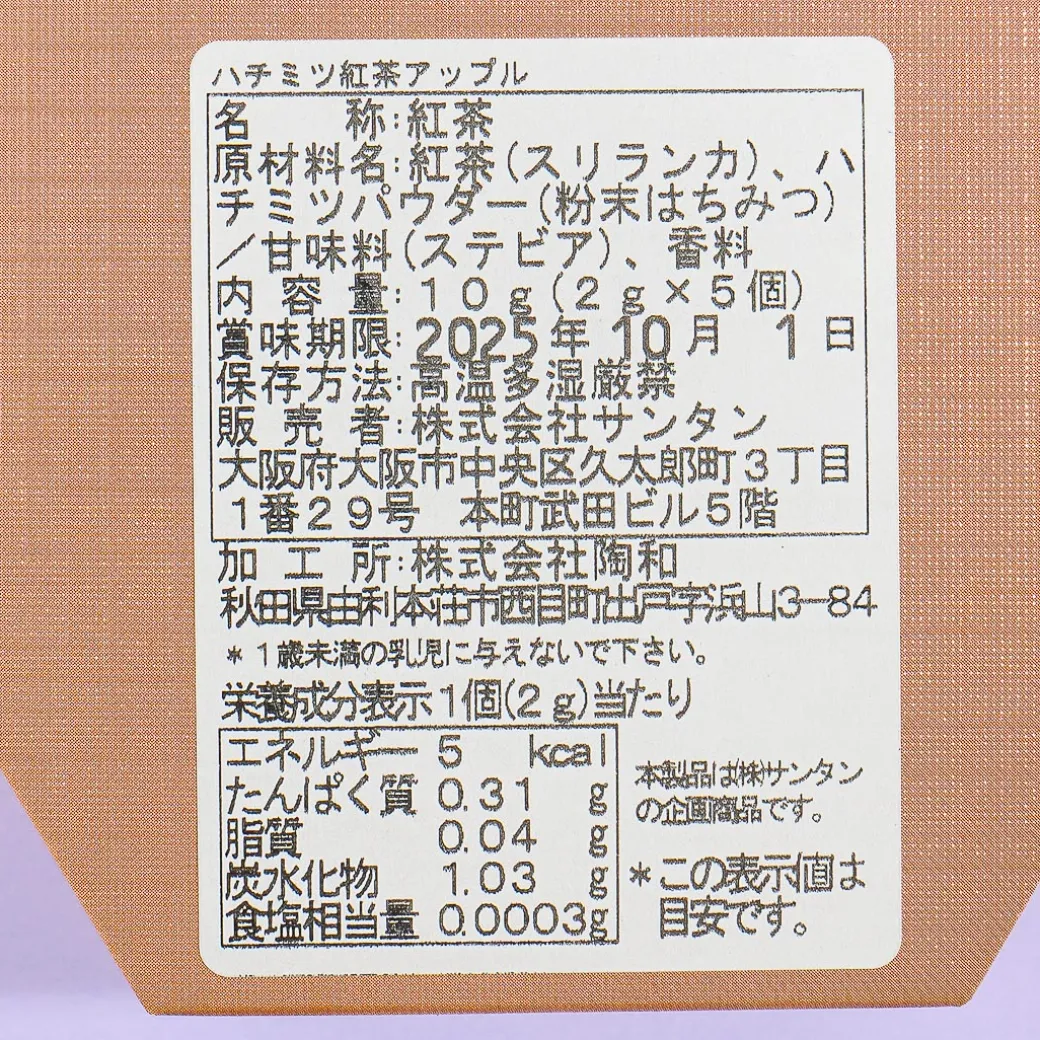 ハチミツ紅茶アップル
名称:紅茶
原材料名:紅茶(スリランカ)、ハ
チミツパウダー(粉末はちみつ)
/甘味料(ステビア)、香料
内容量:10g(2g×5個)
賞味期限:2025年10月 1日
保存方法:高温多湿厳禁
販売者:株式会社サンタン
大阪府大阪市中央区久太郎町3丁目
1番29号 本町武田ビル5階
加工所:株式会社陶和
秋田県由利本荘市西目町出戸字浜山3-84
*1歳未満の乳児に与えないで下さい。
栄養成分表示1個(2g)当たり
エネルギー 5 kcal
たんぱく質 0.31 g
脂質 0.04 g
炭水化物 1.03 g
食塩相当量 0.0003g
本製品は(株)サンタン
の企画商品です。
*この表示値は
目安です。